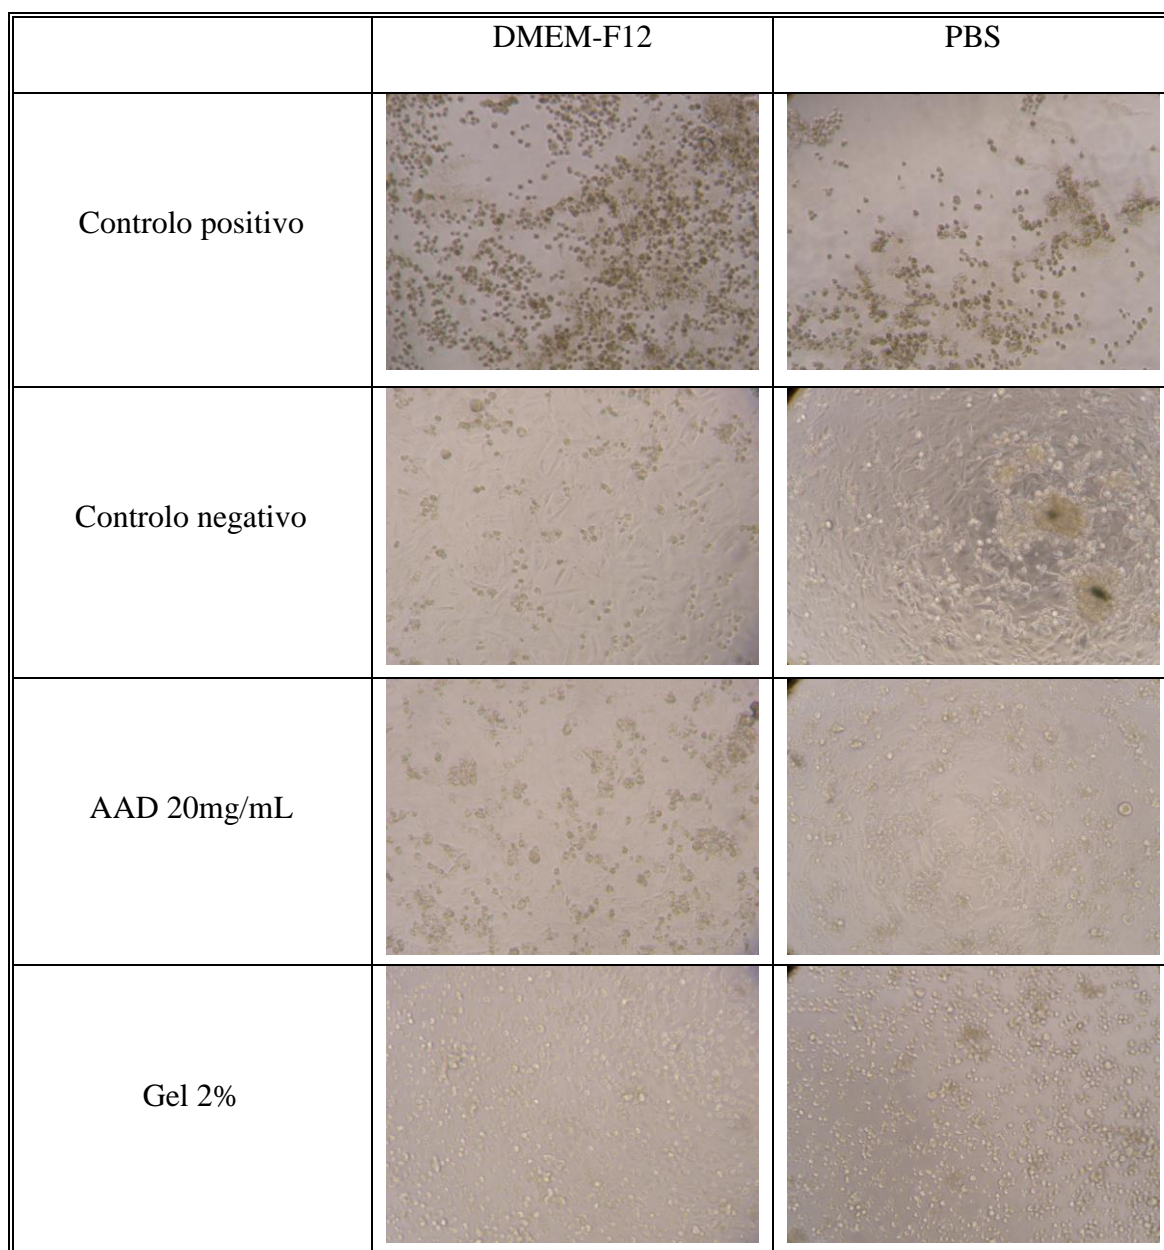 DMEM-F12
PBS
Controlo positivo
Controlo negativo
AAD 20mg/mL
Gel 2%